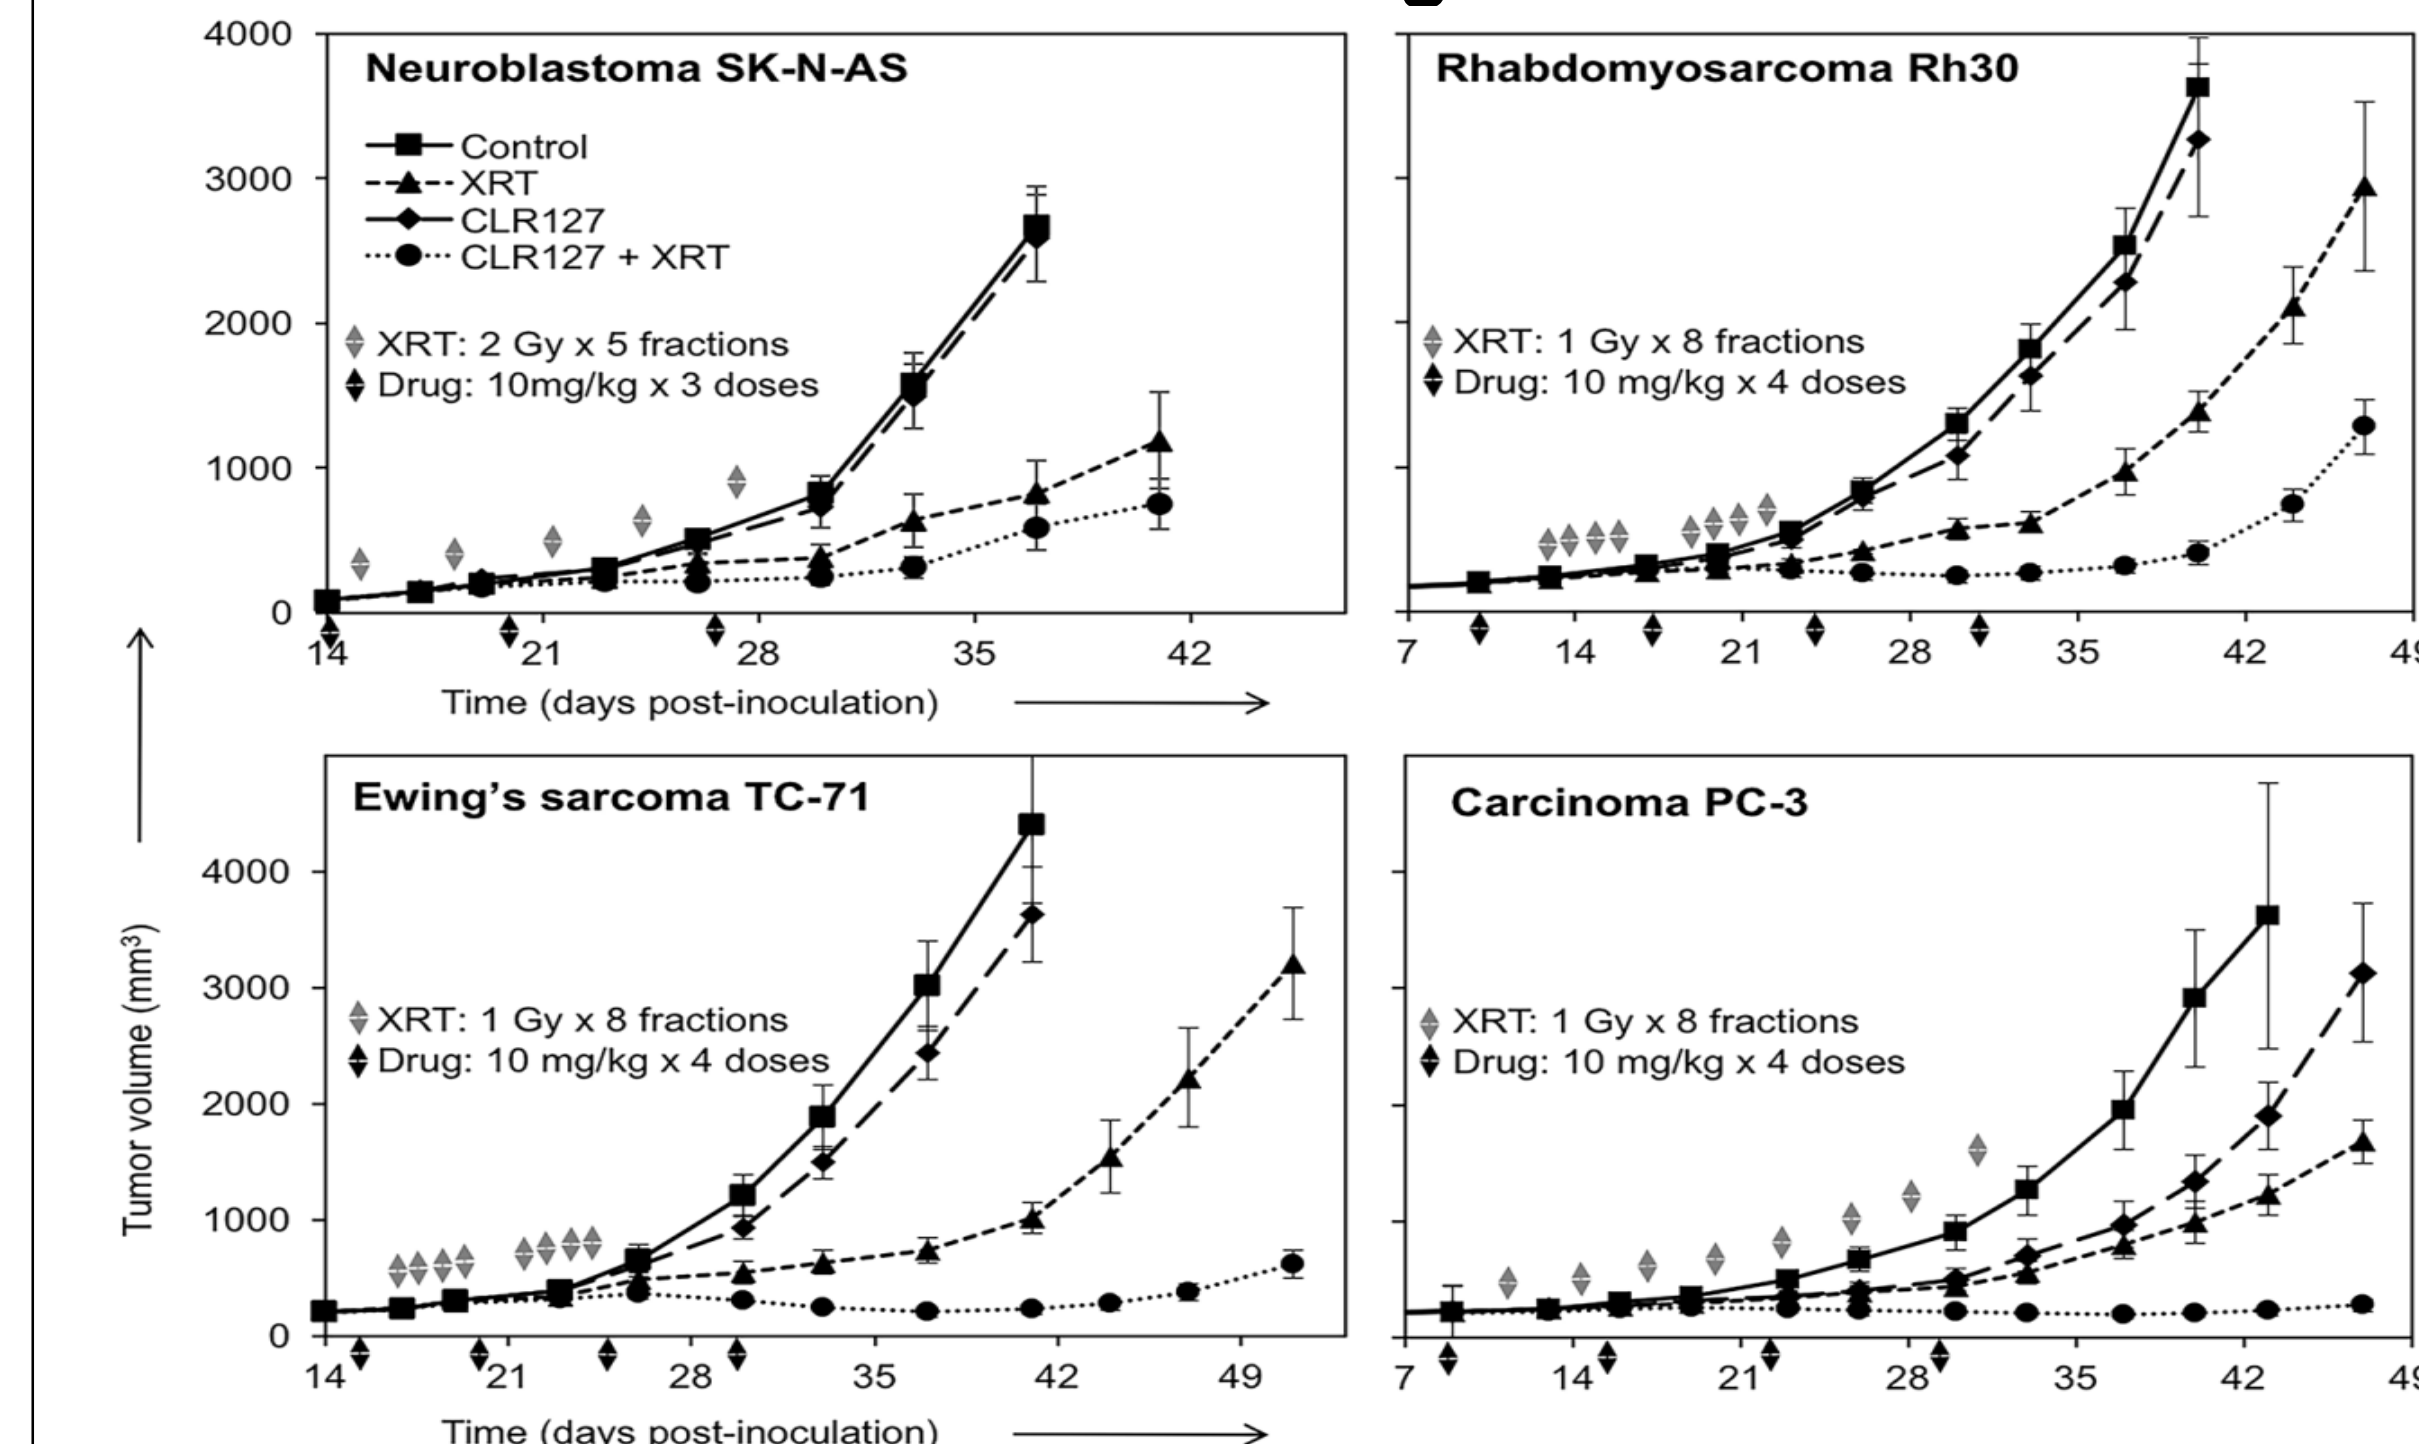 Neuroblastoma SK-N-AS
4000
3000
2000
1000
0
Control
XRT
CLR127
CLR127 + XRT
XRT: 2 Gy x 5 fractions
Drug: 10mg/kg x 3 doses
14 21 28 35 42
Time (days post-inoculation)
Rhabdomyosarcoma Rh30
XRT: 1 Gy x 8 fractions
Drug: 10 mg/kg x 4 doses
7 14 21 28 35 42
Tumor volume (mm³)
Ewing’s sarcoma TC-71
4000
3000
2000
1000
0
XRT: 1 Gy x 8 fractions
Drug: 10 mg/kg x 4 doses
14 21 28 35 42 49
Time (days post-inoculation)
Carcinoma PC-3
XRT: 1 Gy x 8 fractions
Drug: 10 mg/kg x 4 doses
7 14 21 28 35 42